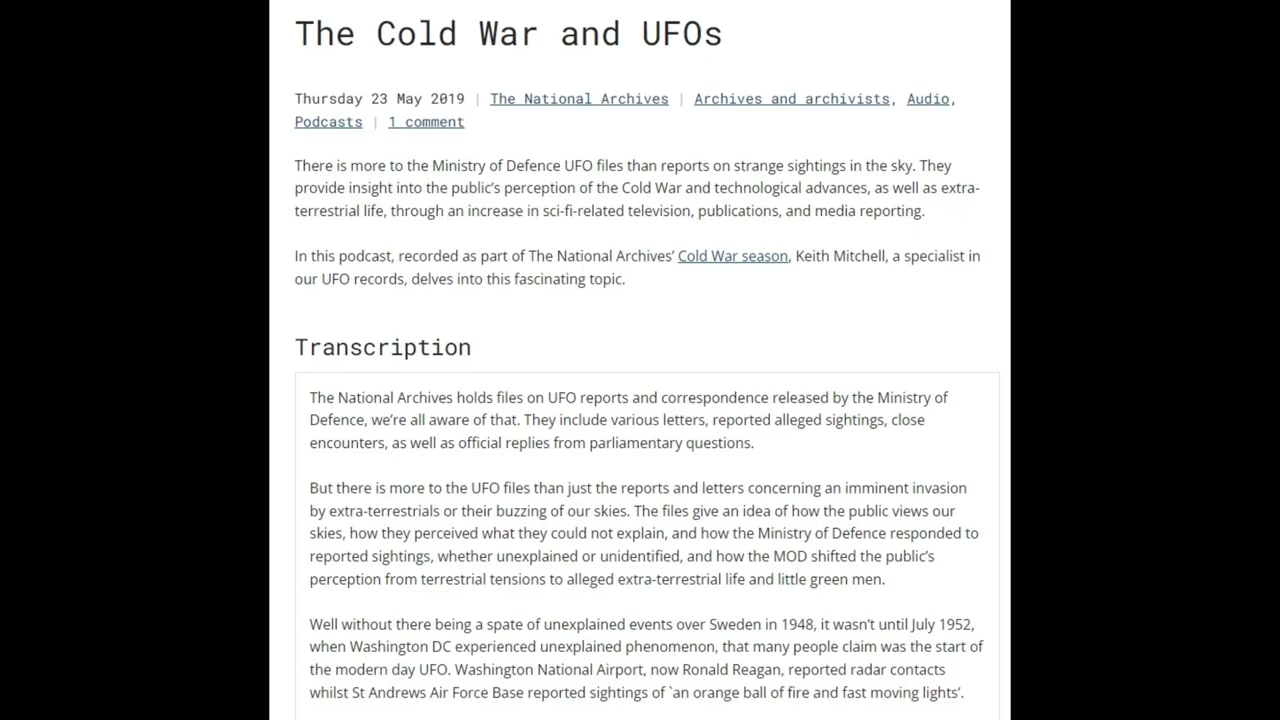 The Cold War and UFOs
Thursday 23 May 2019 | The National Archives | Archives and archivists, Audio,
Podcasts | 1 comment
There is more to the Ministry of Defence UFO files than reports on strange sightings in the sky. They
provide insight into the public’s perception of the Cold War and technological advances, as well as extra-
terrestrial life, through an increase in sci-fi-related television, publications, and media reporting.
In this podcast, recorded as part of The National Archives’ Cold War season, Keith Mitchell, a specialist in
our UFO records, delves into this fascinating topic.
Transcription
The National Archives holds files on UFO reports and correspondence released by the Ministry of
Defence, we’re all aware of that. They include various letters, reported alleged sightings, close
encounters, as well as official replies from parliamentary questions.
But there is more to the UFO files than just the reports and letters concerning an imminent invasion
by extra-terrestrials or their buzzing of our skies. The files give an idea of how the public views our
skies, how they perceived what they could not explain, and how the Ministry of Defence responded to
reported sightings, whether unexplained or unidentified, and how the MOD shifted the public’s
perception from terrestrial tensions to alleged extra-terrestrial life and little green men.
Well without there being a spate of unexplained events over Sweden in 1948, it wasn’t until July 1952,
when Washington DC experienced unexplained phenomenon, that many people claim was the start of
the modern day UFO. Washington National Airport, now Ronald Reagan, reported radar contacts
whilst St Andrews Air Force Base reported sightings of `an orange ball of fire and fast moving lights’.